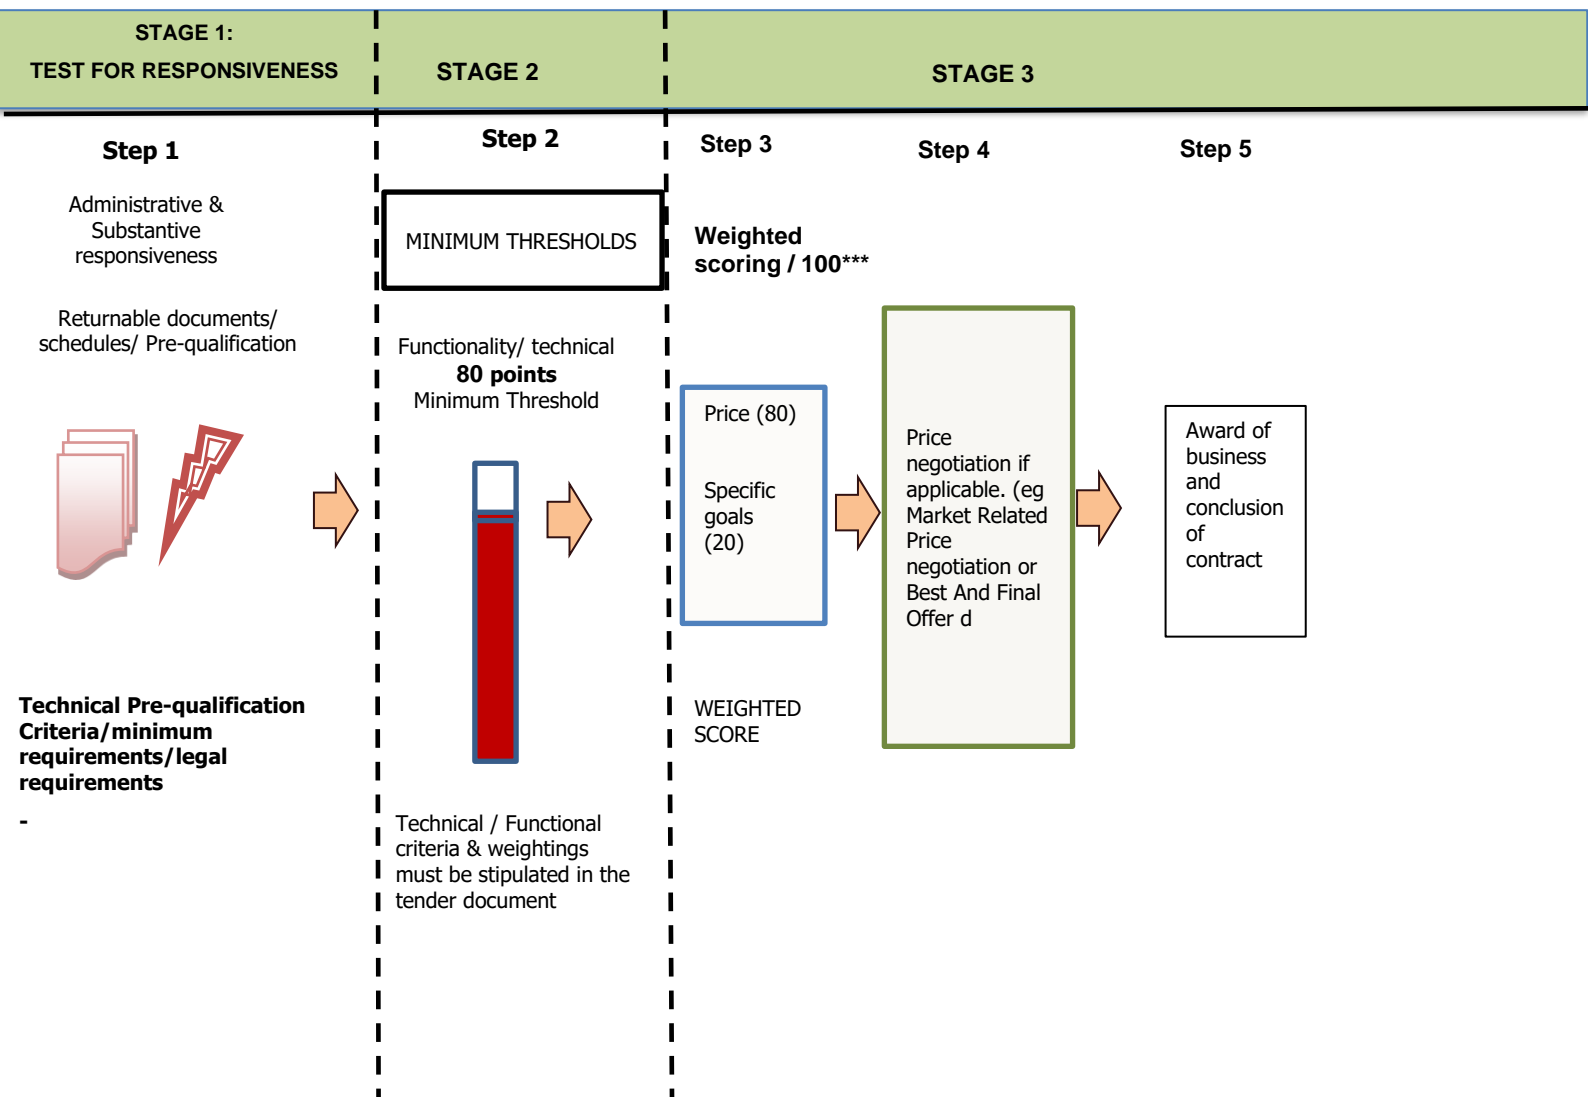 STAGE 1:
TEST FOR RESPONSIVENESS
STAGE 2
STAGE 3
Step 1
Administrative &
Substantive
responsiveness
Returnable documents/
schedules/ Pre-qualification
Technical Pre-qualification
Criteria/minimum
requirements/legal
requirements
-
Step 2
MINIMUM THRESHOLDS
Functionality/ technical
80 points
Minimum Threshold
Technical / Functional
criteria & weightings
must be stipulated in the
tender document
Step 3
Weighted
scoring / 100***
Price (80)
Specific
goals
(20)
WEIGHTED
SCORE
Step 4
Price
negotiation if
applicable. (eg
Market Related
Price
negotiation or
Best And Final
Offer d
Step 5
Award of
business
and
conclusion
of
contract